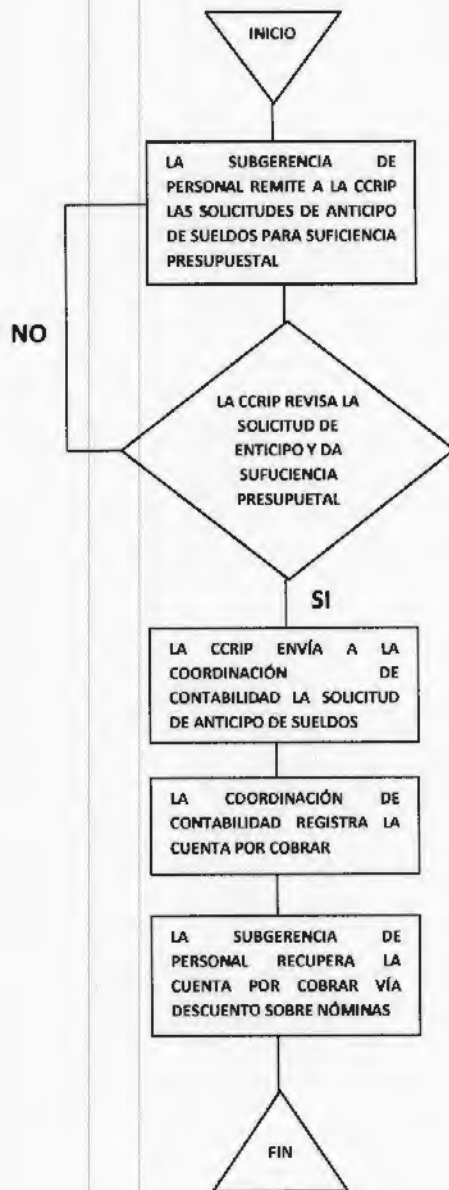 INICIO
LA SUBGERENCIA DE
PERSONAL REMITE A LA CCRIP
LAS SOLICITUDES DE ANTICIPO
DE SUELDOS PARA SUFICIENCIA
PRESUPUESTAL
NO
LA CCRIP REVISA LA
SOLICITUD DE
ENTICIPO Y DA
SUFUCIENCIA
PRESUPUETAL
SI
LA CCRIP ENVÍA A LA
COORDINACIÓN DE
CONTABILIDAD LA SOLICITUD
DE ANTICIPO DE SUELDOS
LA COORDINACIÓN DE
CONTABILIDAD REGISTRA LA
CUENTA POR COBRAR
LA SUBGERENCIA DE
PERSONAL RECUPERA LA
CUENTA POR COBRAR VÍA
DESCUENTO SOBRE NÓMINAS
FIN